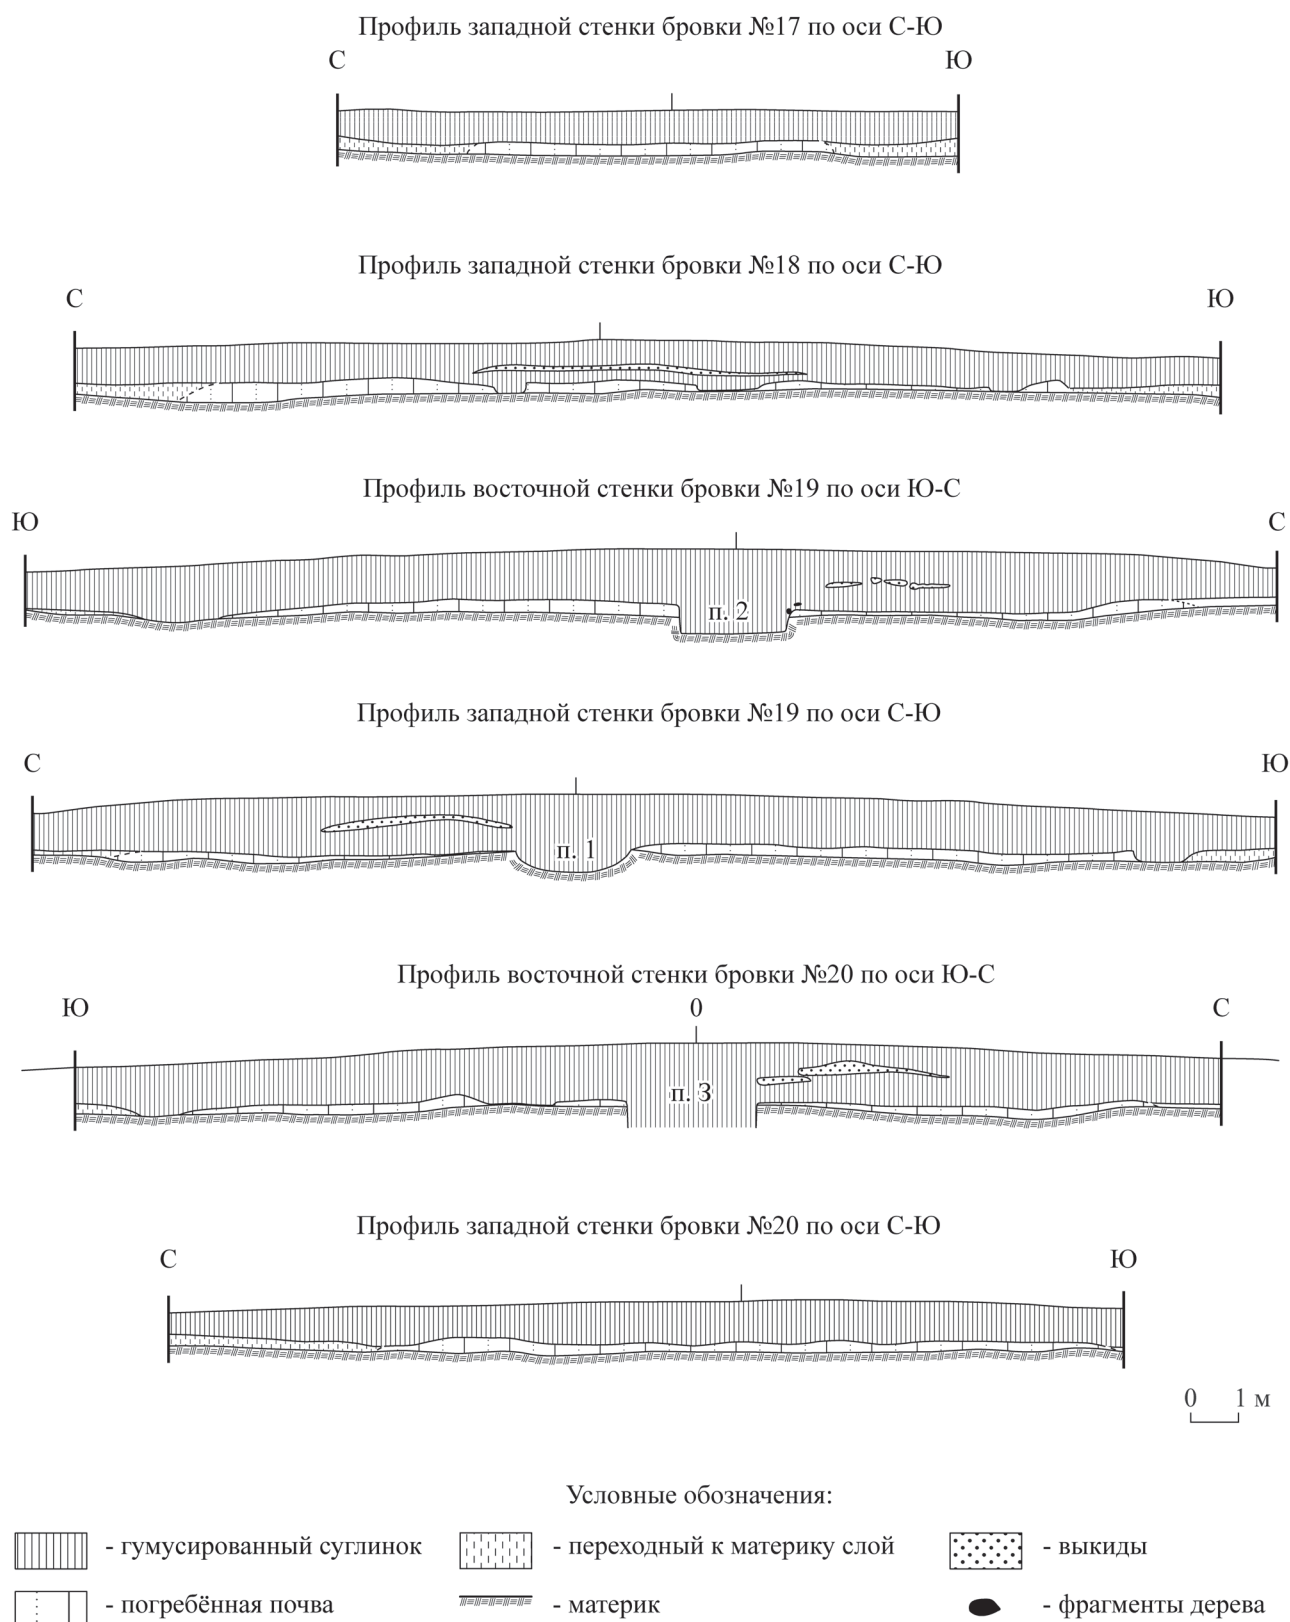 Профиль западной стенки бровки №17 по оси С-Ю
С Ю
Профиль западной стенки бровки №18 по оси С-Ю
С Ю
Профиль восточной стенки бровки №19 по оси Ю-С
Ю С
п. 2
Профиль западной стенки бровки №19 по оси С-Ю
С Ю
п. 1
Профиль восточной стенки бровки №20 по оси Ю-С
Ю 0 С
п. 3
Профиль западной стенки бровки №20 по оси С-Ю
С Ю
0 1 м
Условные обозначения:
- гумусированный суглинок - переходный к материку слой - выкиды
- погребённая почва - материк - фрагменты дерева